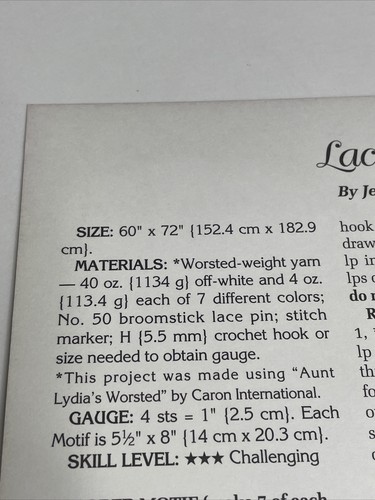 Lac
By Je
SIZE: 60" x 72" {152.4 cm x 182.9
cm}.
MATERIALS: *Worsted-weight yarn
— 40 oz. {1134 g} off-white and 4 oz.
{113.4 g} each of 7 different colors;
No. 50 broomstick lace pin; stitch
marker; H {5.5 mm} crochet hook or
size needed to obtain gauge.
*This project was made using "Aunt
Lydia's Worsted" by Caron International.
GAUGE: 4 sts = 1" {2.5 cm}. Each
Motif is 5½" x 8" {14 cm x 20.3 cm}.
SKILL LEVEL: ★★★ Challenging
hook
draw
lp in
lps
do
1,
lp